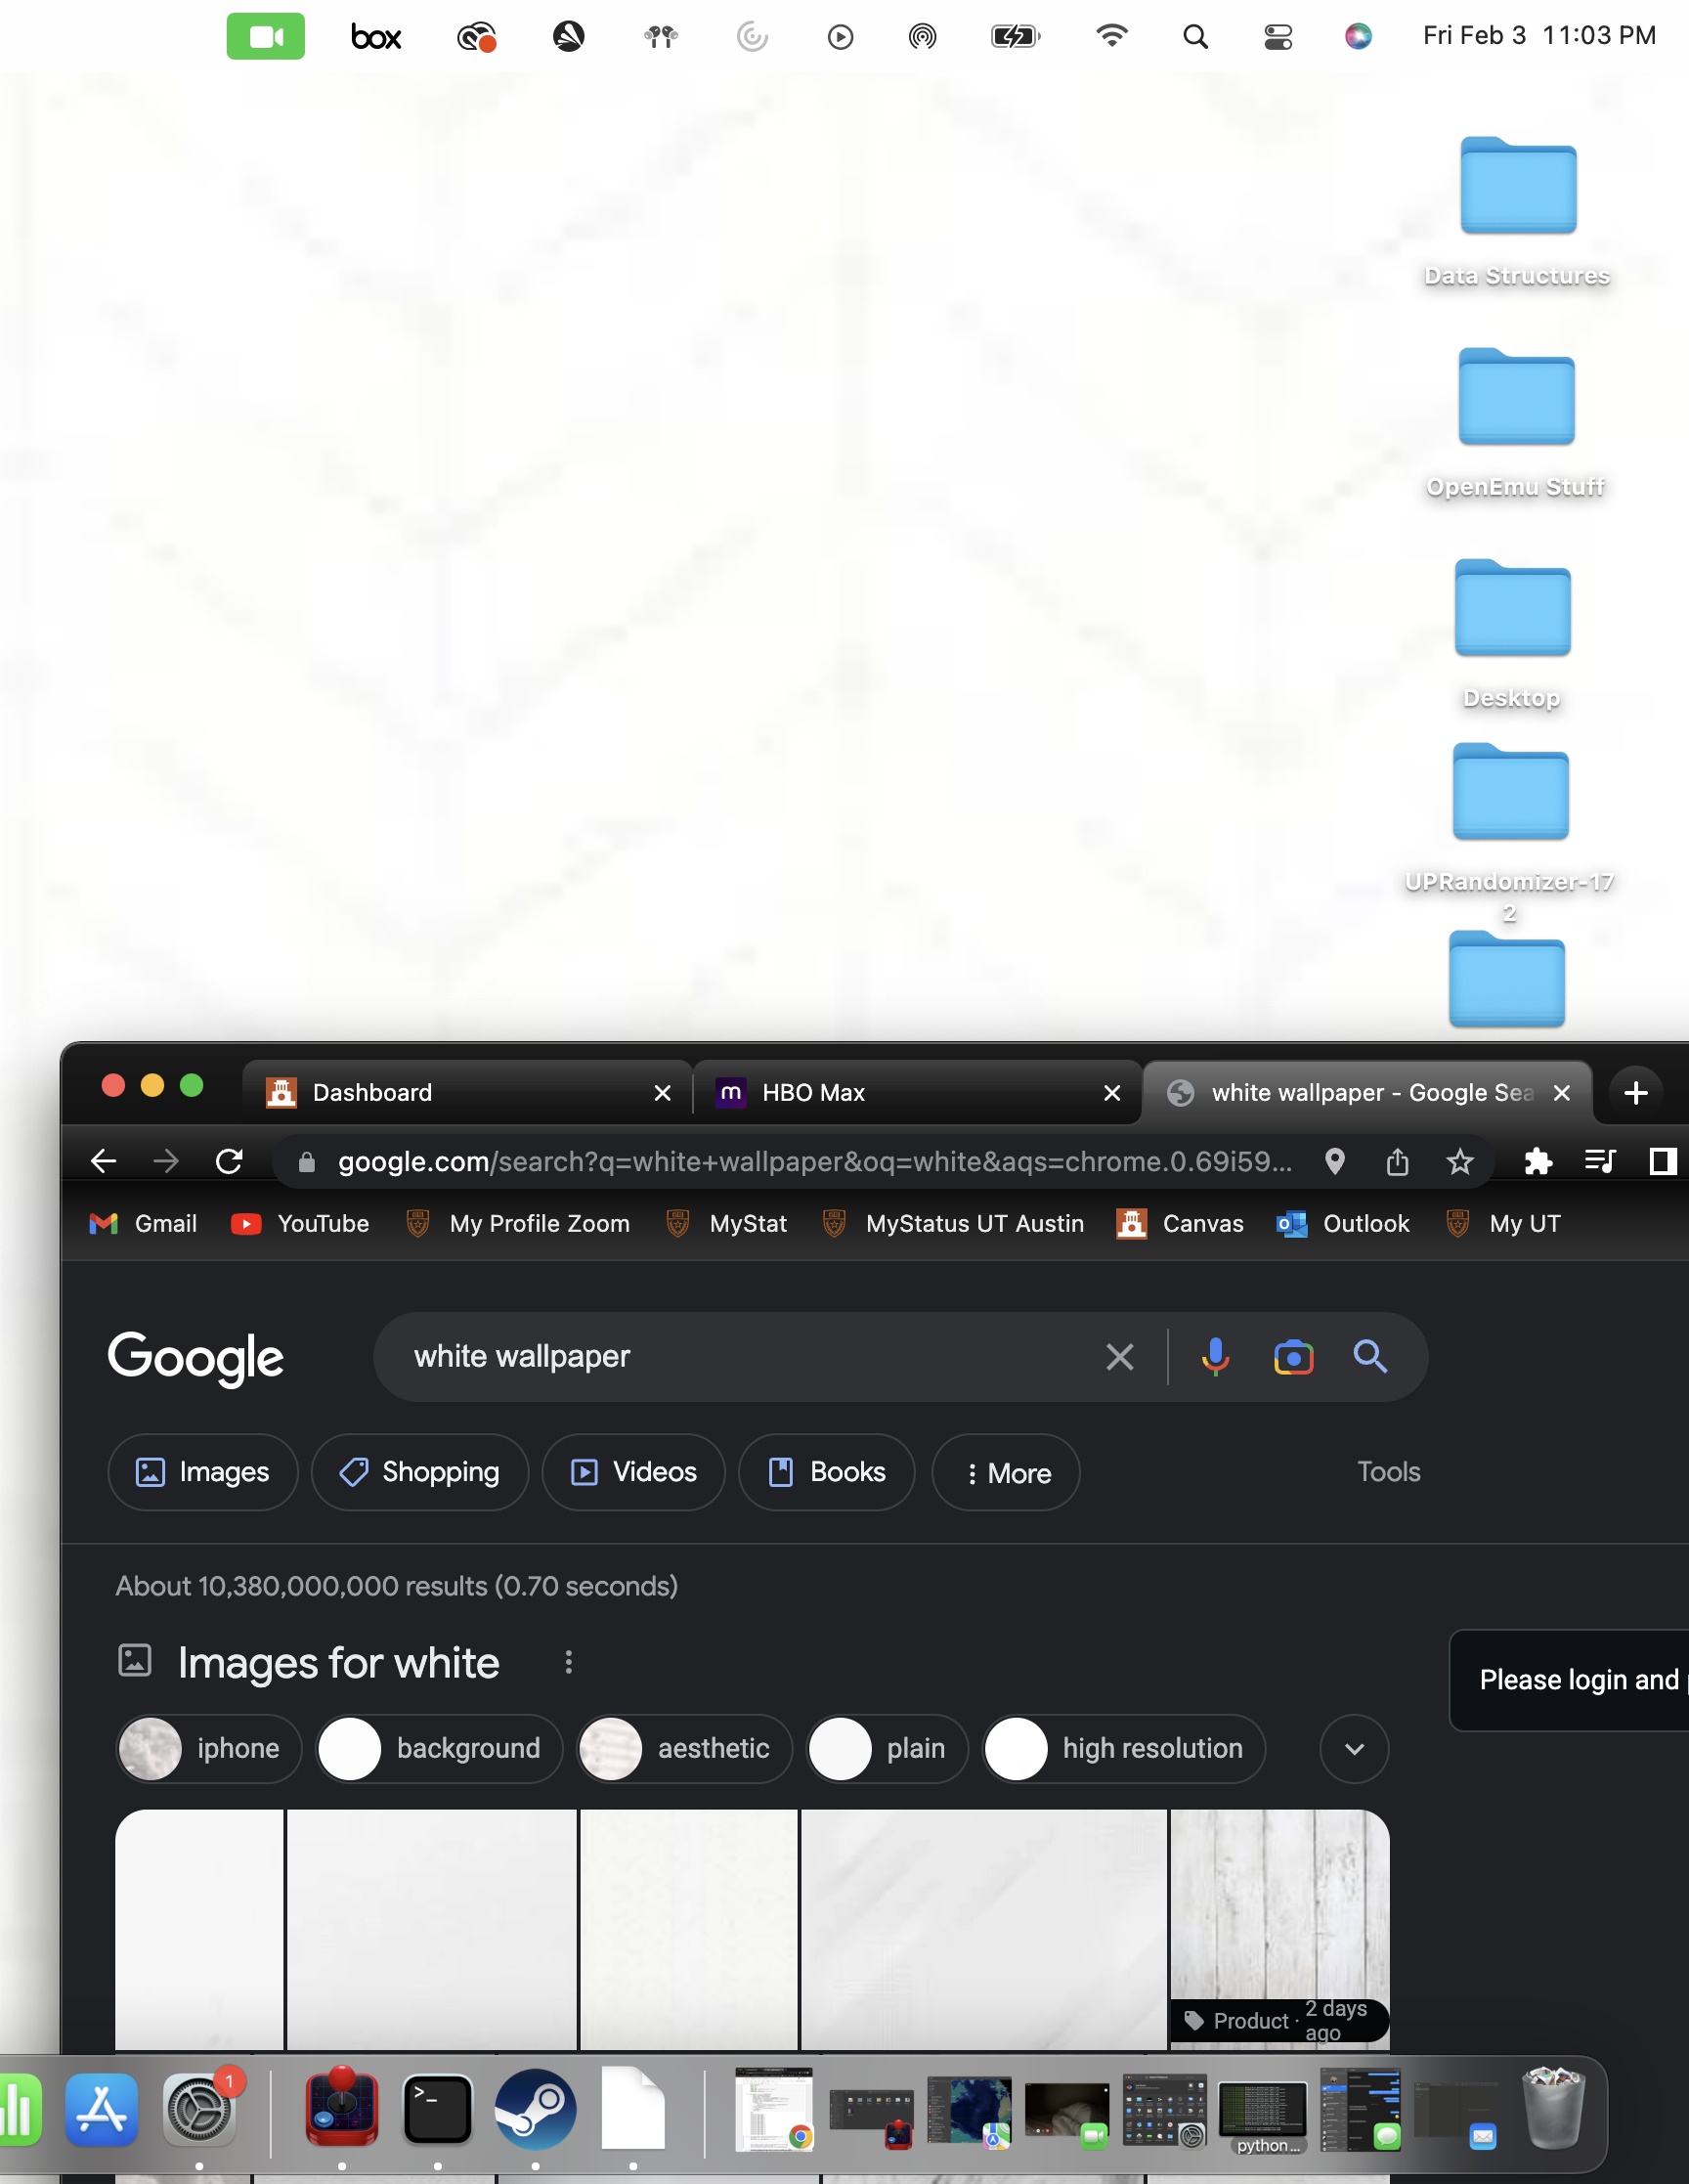 box
Fri Feb 3 11:03 PM
Data Structures
OpenEmu Stuff
Desktop
UPRandomizer-17
2
Dashboard
m HBO Max
white wallpaper - Google Sea
google.com/search?q=white+wallpaper&oq=white&aqs=chrome.0.69i59...
Gmail YouTube My Profile Zoom MyStat MyStatus UT Austin Canvas Outlook My UT
Google
white wallpaper
Images Shopping Videos Books More Tools
About 10,380,000,000 results (0.70 seconds)
Images for white
Please login and
iphone background aesthetic plain high resolution
Product · 2 days
ago
1
>_
python...